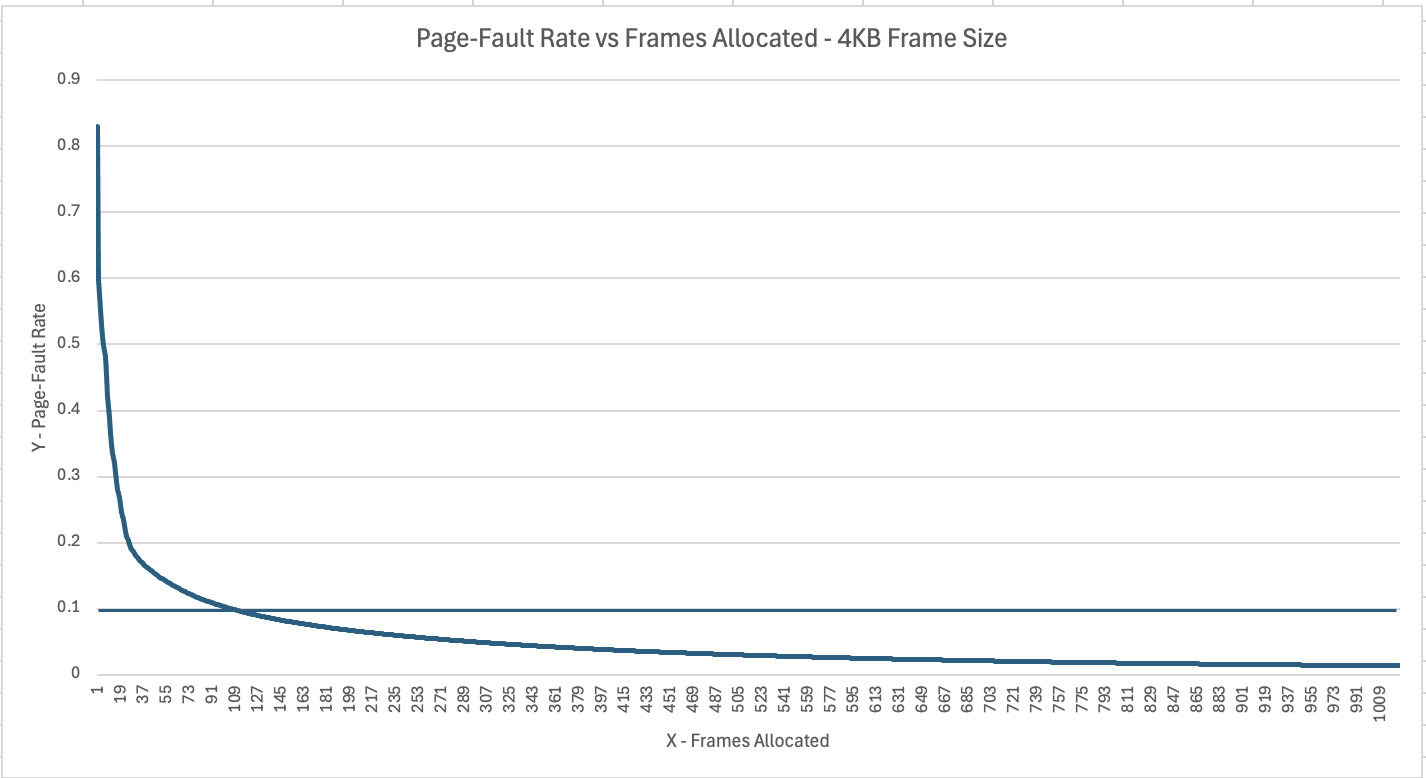 Page-Fault Rate vs Frames Allocated - 4KB Frame Size
0.9
0.8
0.7
0.6
0.5
0.4
0.3
0.2
0.1
0
Y - Page-Fault Rate
1 19 37 55 73 91 109 127 145 163 181 199 217 235 253 271 289 307 325 343 361 379 397 415 433 451 469 487 505 523 541 559 577 595 613 631 649 667 685 703 721 739 757 775 793 811 829 847 865 883 901 919 937 955 973 991 1009
X - Frames Allocated